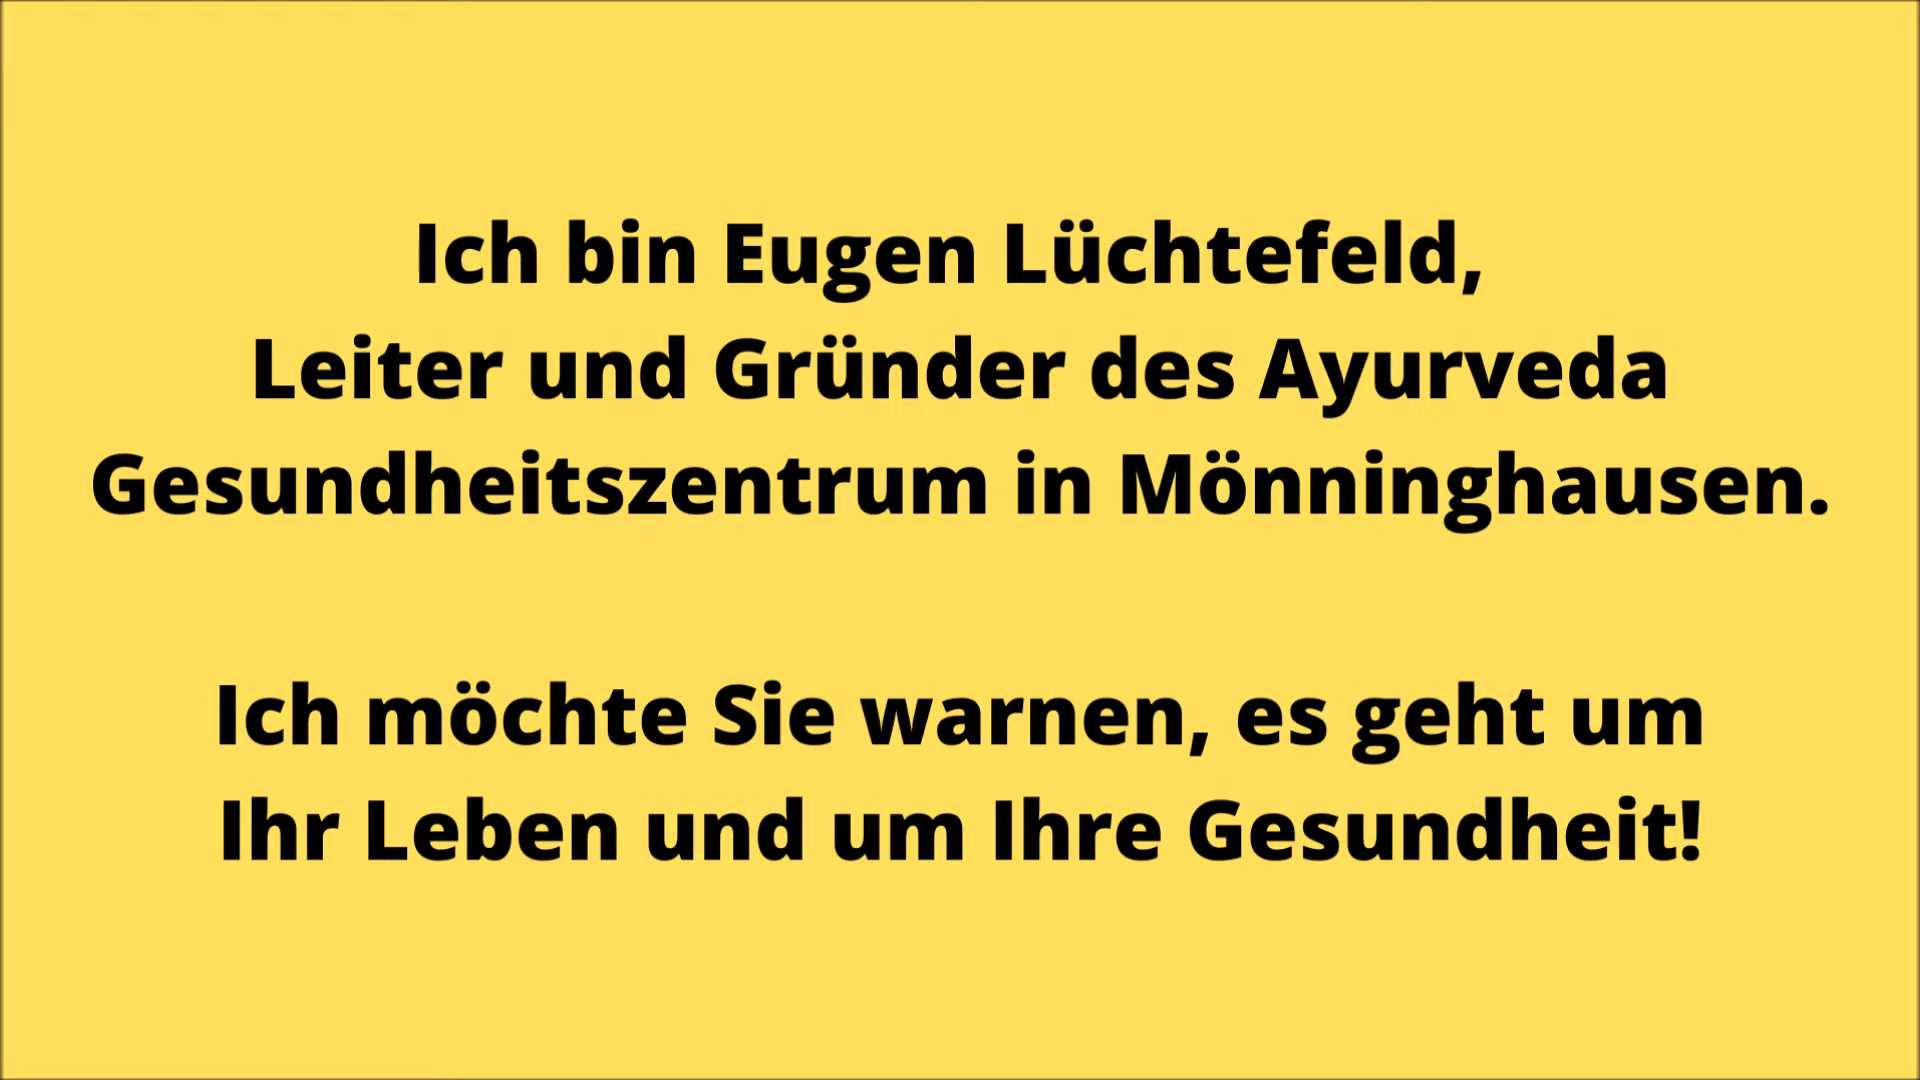 Ich bin Eugen Lüchtefeld,
Leiter und Gründer des Ayurveda
Gesundheitszentrum in Mönninghausen.
Ich möchte Sie warnen, es geht um
Ihr Leben und um Ihre Gesundheit!